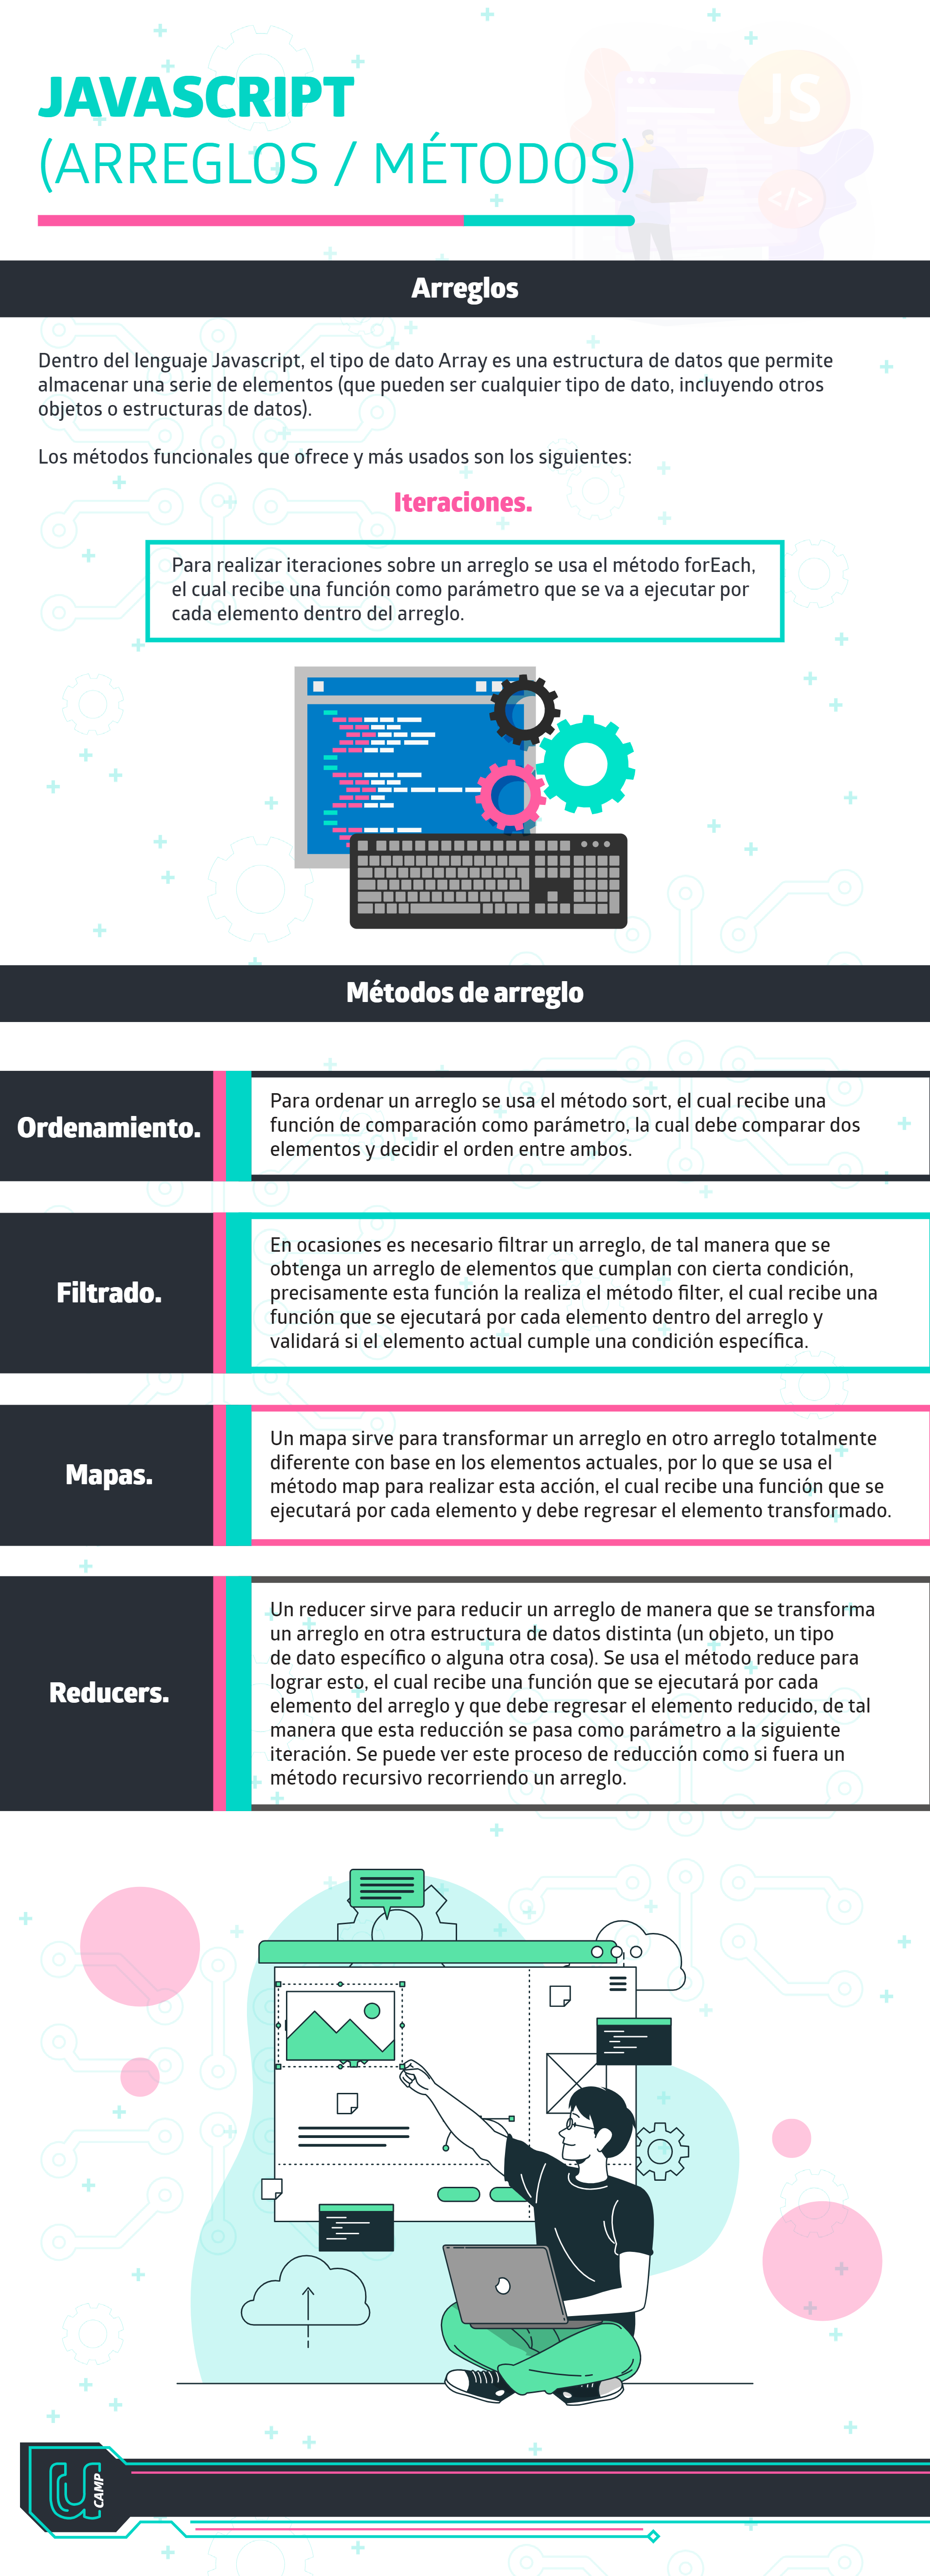 JAVASCRIPT
(ARREGLOS / MÉTODOS)
JS
</>
Arreglos
Dentro del lenguaje Javascript, el tipo de dato Array es una estructura de datos que permite
almacenar una serie de elementos (que pueden ser cualquier tipo de dato, incluyendo otros
objetos o estructuras de datos).
Los métodos funcionales que ofrece y más usados son los siguientes:
Iteraciones.
Para realizar iteraciones sobre un arreglo se usa el método forEach,
el cual recibe una función como parámetro que se va a ejecutar por
cada elemento dentro del arreglo.
Métodos de arreglo
Ordenamiento.
Para ordenar un arreglo se usa el método sort, el cual recibe una
función de comparación como parámetro, la cual debe comparar dos
elementos y decidir el orden entre ambos.
Filtrado.
En ocasiones es necesario filtrar un arreglo, de tal manera que se
obtenga un arreglo de elementos que cumplan con cierta condición,
precisamente esta función la realiza el método filter, el cual recibe una
función que se ejecutará por cada elemento dentro del arreglo y
validará si el elemento actual cumple una condición específica.
Mapas.
Un mapa sirve para transformar un arreglo en otro arreglo totalmente
diferente con base en los elementos actuales, por lo que se usa el
método map para realizar esta acción, el cual recibe una función que se
ejecutará por cada elemento y debe regresar el elemento transformado.
Reducers.
Un reducer sirve para reducir un arreglo de manera que se transforma
un arreglo en otra estructura de datos distinta (un objeto, un tipo
de dato específico o alguna otra cosa). Se usa el método reduce para
lograr esto, el cual recibe una función que se ejecutará por cada
elemento del arreglo y que debe regresar el elemento reducido, de tal
manera que esta reducción se pasa como parámetro a la siguiente
iteración. Se puede ver este proceso de reducción como si fuera un
método recursivo recorriendo un arreglo.
U CAMP